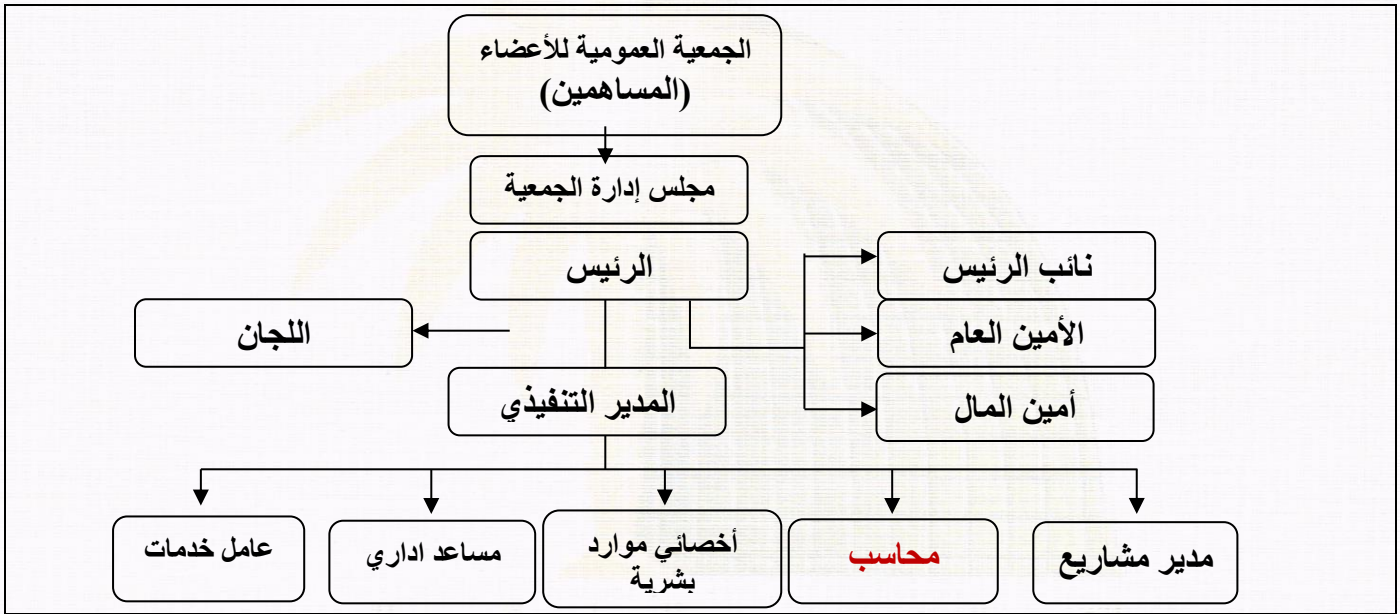 الجمعية العمومية للأعضاء
(المساهمين)
مجلس إدارة الجمعية
الرئيس
نائب الرئيس
اللجان
الأمين العام
المدير التنفيذي
أمين المال
مدير مشاريع
محاسب
أخصائي موارد
بشرية
مساعد اداري
عامل خدمات